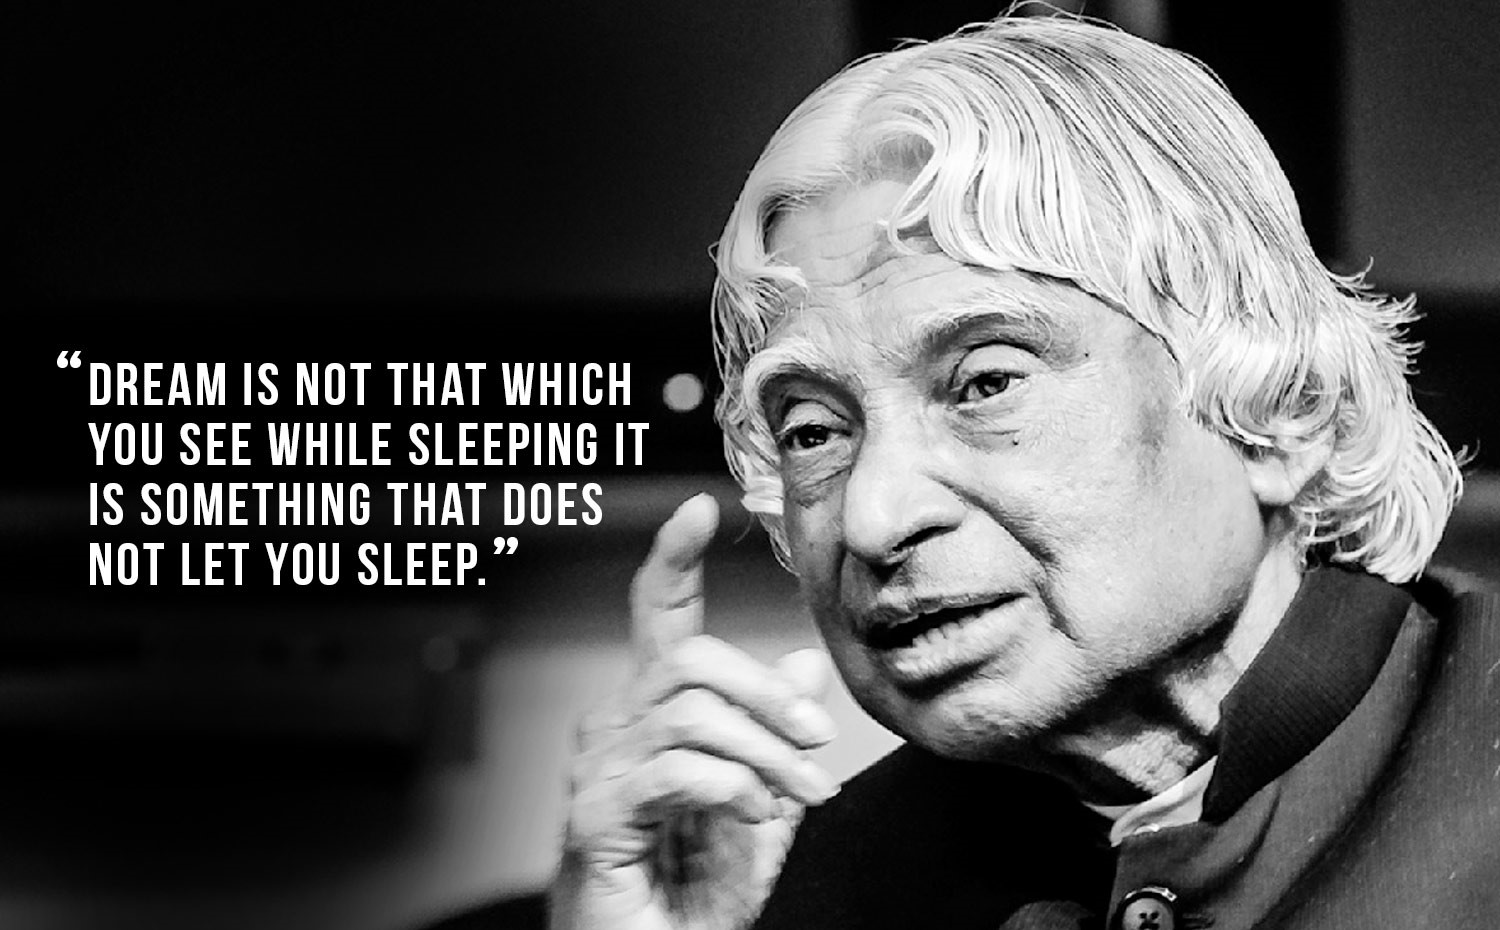 “DREAM IS NOT THAT WHICH
YOU SEE WHILE SLEEPING IT
IS SOMETHING THAT DOES
NOT LET YOU SLEEP.”